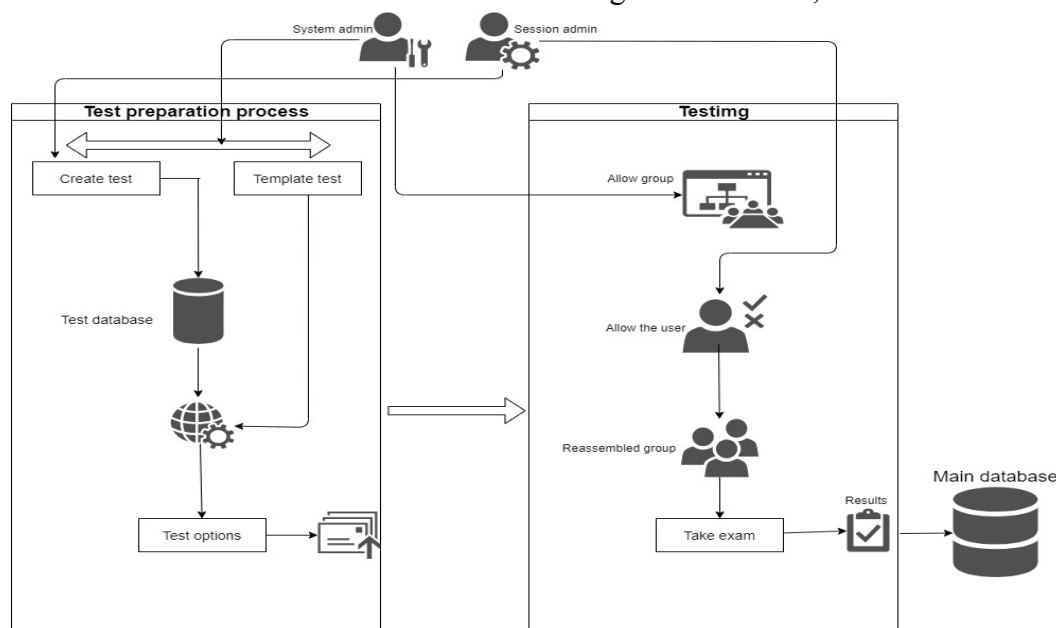 System admin
Session admin
Test preparation process
Create test
Template test
Test database
Test options
Testimg
Allow group
Allow the user
Reassembled group
Take exam
Results
Main database